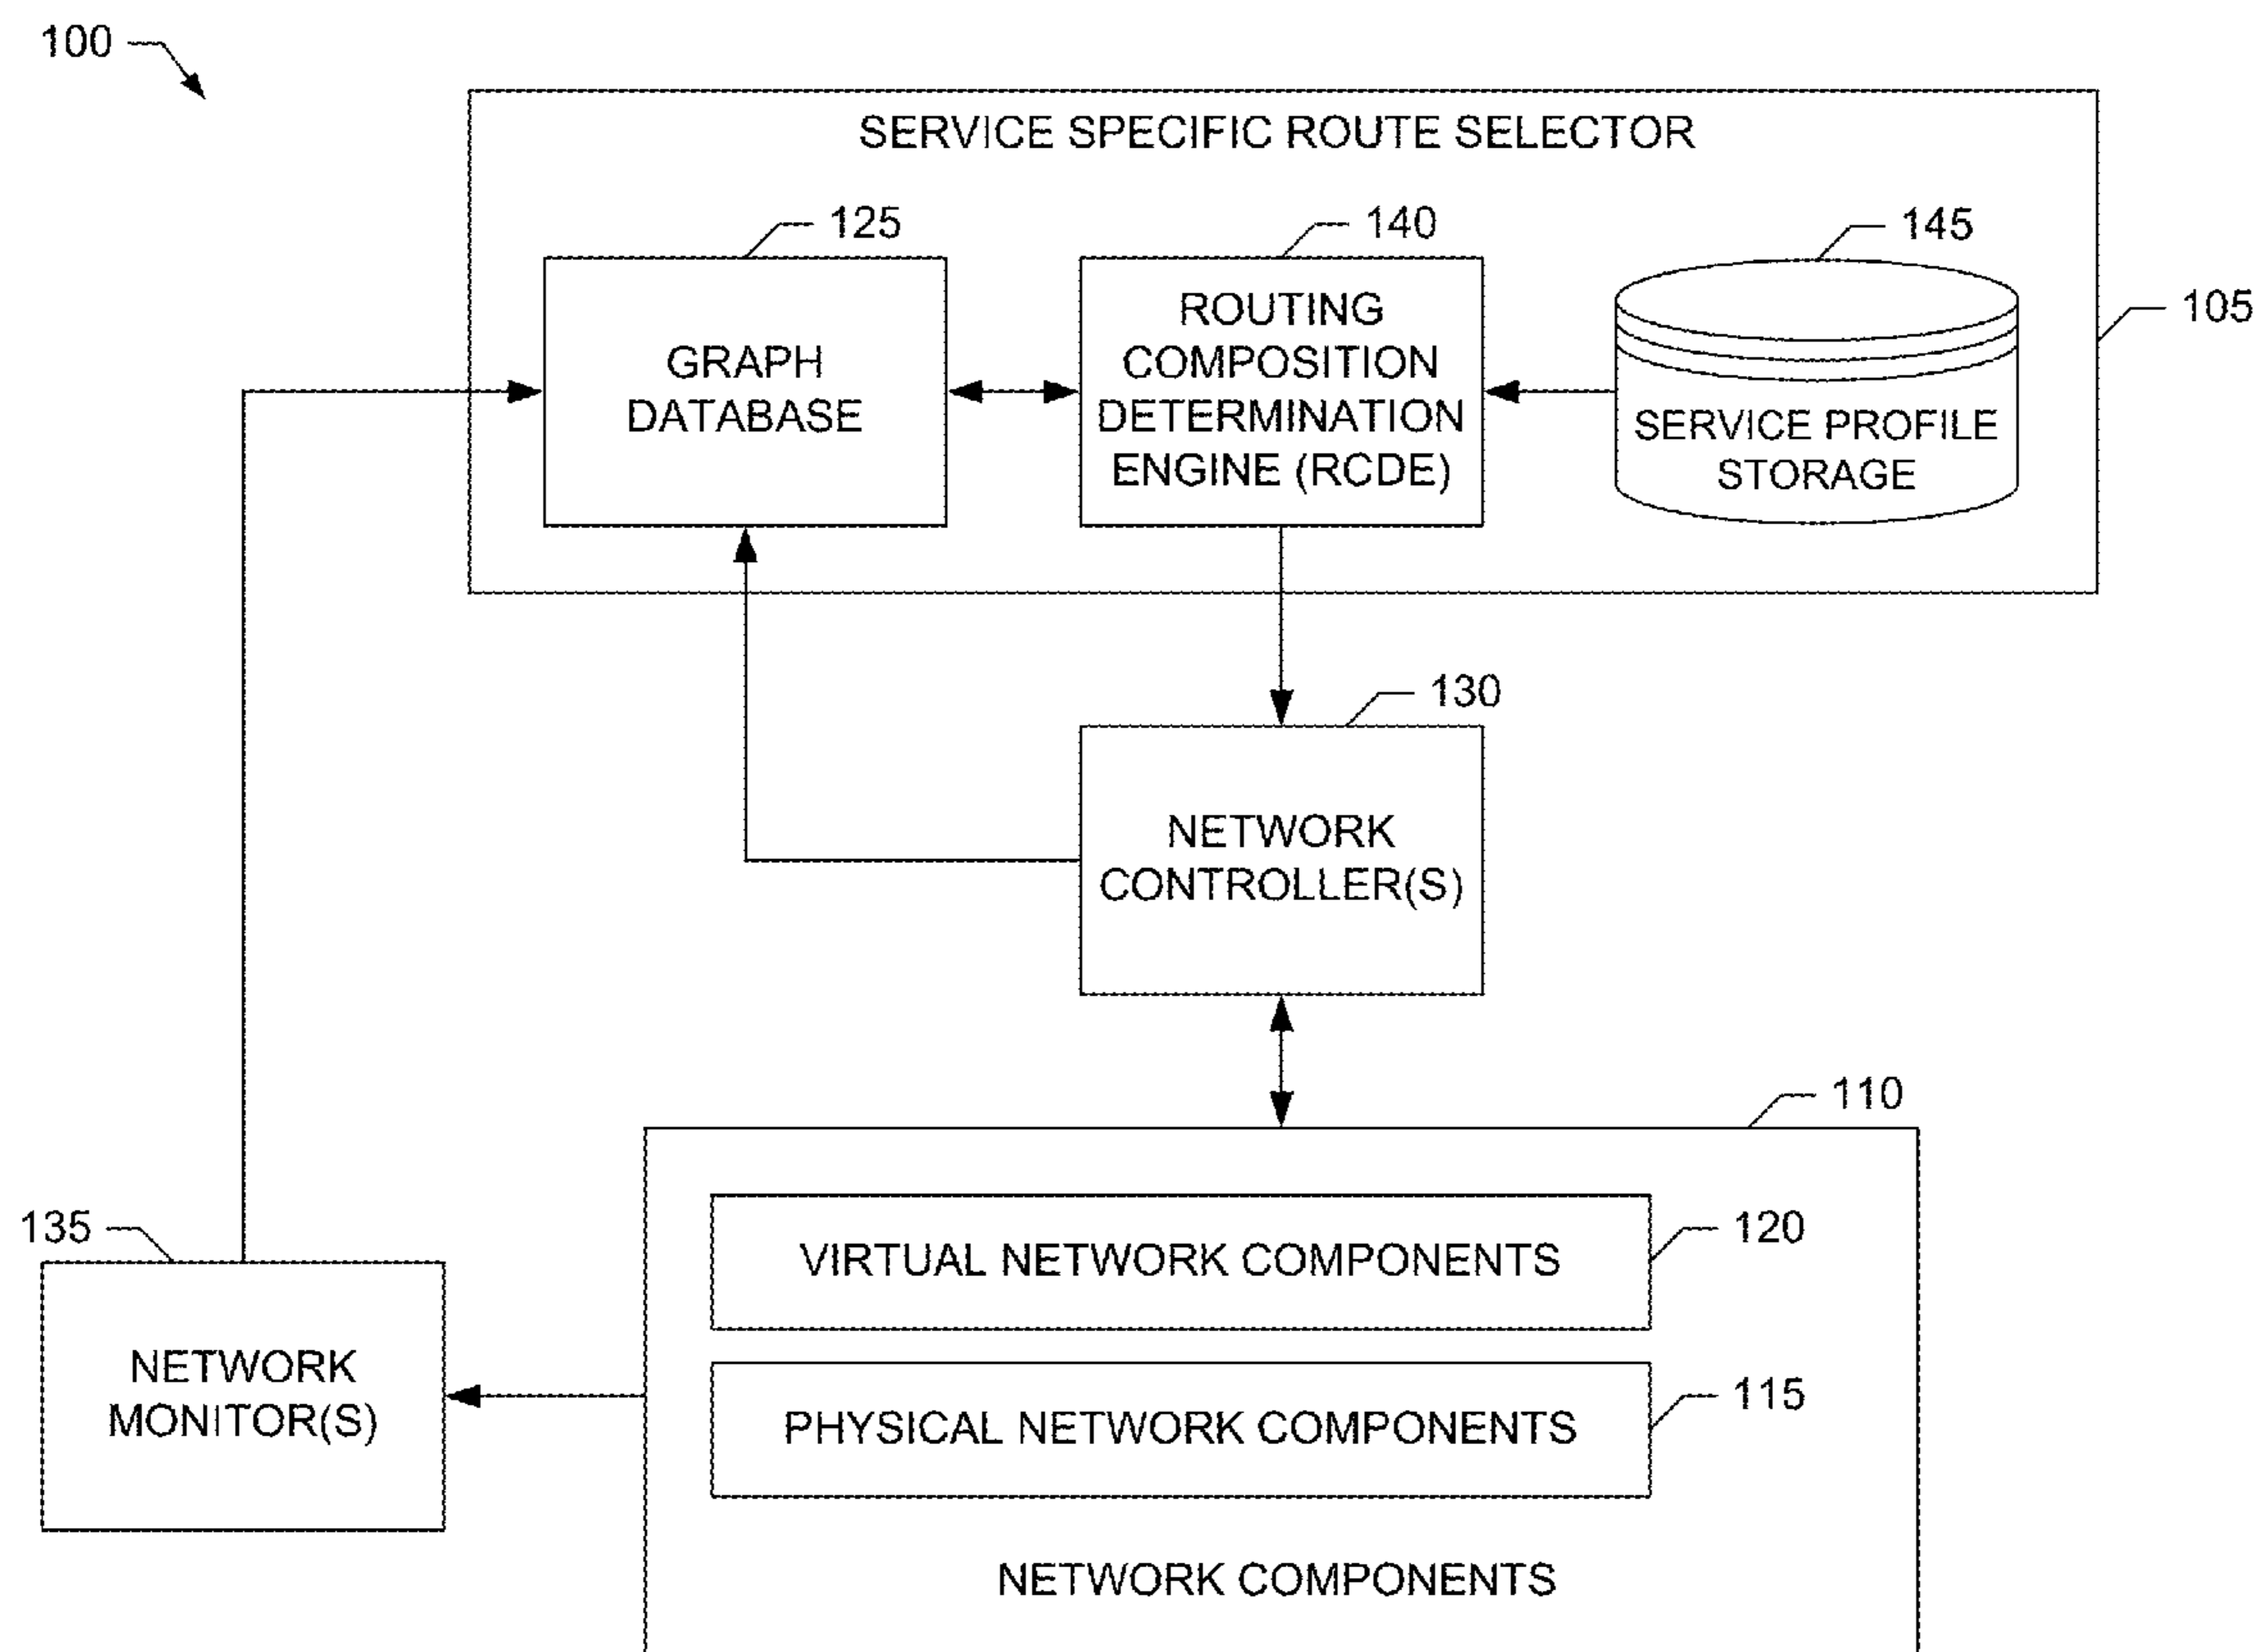 100
SERVICE SPECIFIC ROUTE SELECTOR
125
140
145
105
GRAPH
DATABASE
ROUTING
COMPOSITION
DETERMINATION
ENGINE (RCDE)
SERVICE PROFILE
STORAGE
130
NETWORK
CONTROLLER(S)
110
135
NETWORK
MONITOR(S)
VIRTUAL NETWORK COMPONENTS
120
PHYSICAL NETWORK COMPONENTS
115
NETWORK COMPONENTS